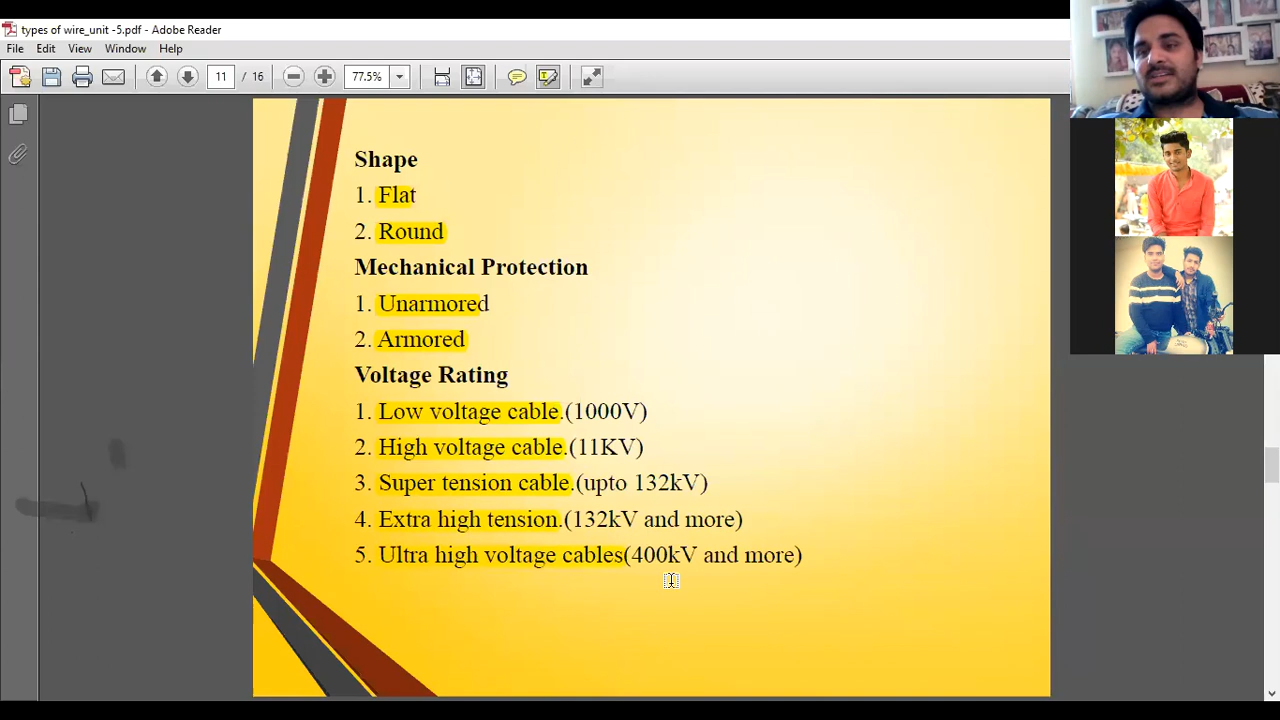 types of wire_unit -5.pdf - Adobe Reader
File Edit View Window Help
11 / 16 77.5%
Shape
1. Flat
2. Round
Mechanical Protection
1. Unarmored
2. Armored
Voltage Rating
1. Low voltage cable.(1000V)
2. High voltage cable.(11KV)
3. Super tension cable.(upto 132kV)
4. Extra high tension.(132kV and more)
5. Ultra high voltage cables(400kV and more)